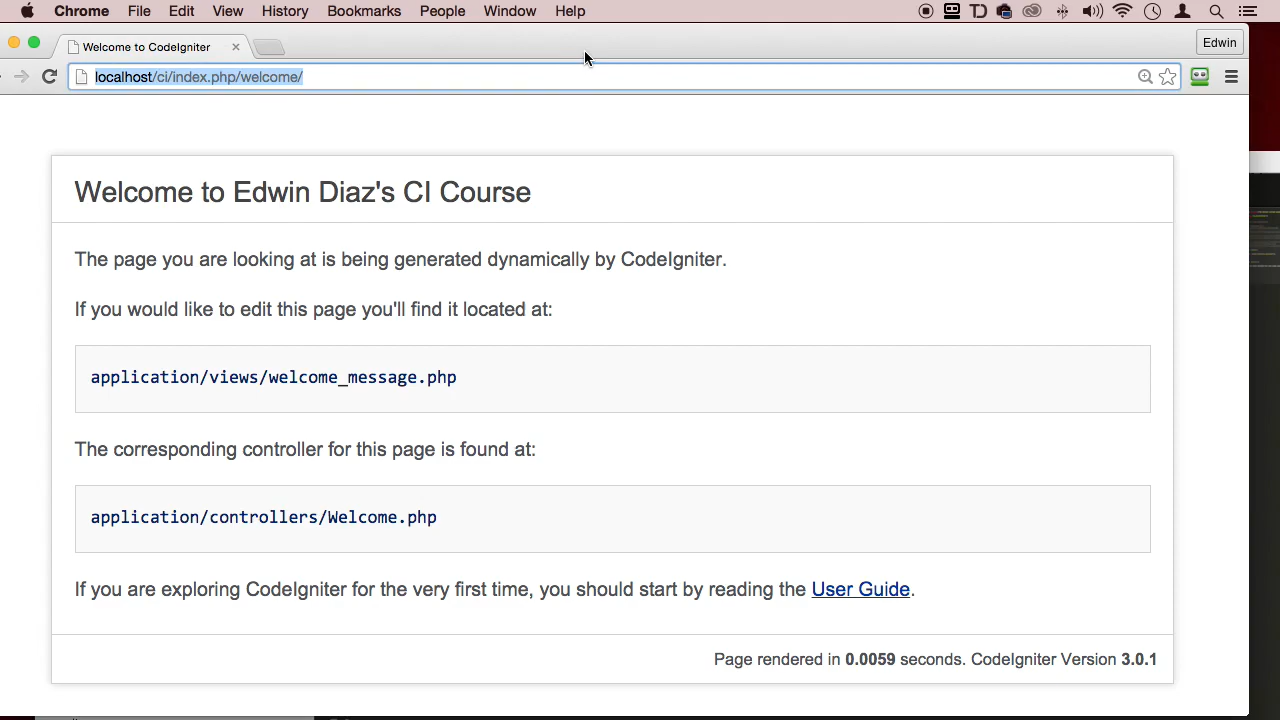 Chrome File Edit View History Bookmarks People Window Help
Welcome to CodeIgniter
Edwin
localhost/ci/index.php/welcome/
Welcome to Edwin Diaz's CI Course
The page you are looking at is being generated dynamically by CodeIgniter.
If you would like to edit this page you'll find it located at:
application/views/welcome_message.php
The corresponding controller for this page is found at:
application/controllers/Welcome.php
If you are exploring CodeIgniter for the very first time, you should start by reading the User Guide.
Page rendered in 0.0059 seconds. CodeIgniter Version 3.0.1